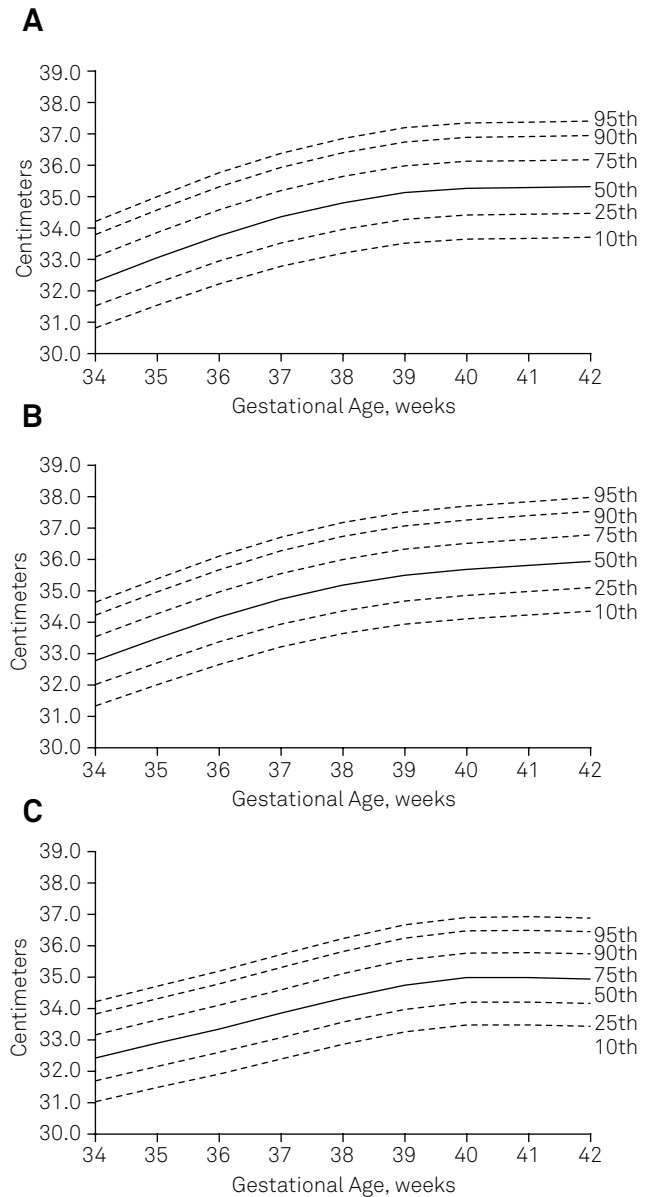 A
39.0
38.0
37.0
36.0
35.0
34.0
33.0
32.0
31.0
30.0
Centimeters
95th
90th
75th
50th
25th
10th
34 35 36 37 38 39 40 41 42
Gestational Age, weeks
B
39.0
38.0
37.0
36.0
35.0
34.0
33.0
32.0
31.0
30.0
Centimeters
95th
90th
75th
50th
25th
10th
34 35 36 37 38 39 40 41 42
Gestational Age, weeks
C
39.0
38.0
37.0
36.0
35.0
34.0
33.0
32.0
31.0
30.0
Centimeters
95th
90th
75th
50th
25th
10th
34 35 36 37 38 39 40 41 42
Gestational Age, weeks